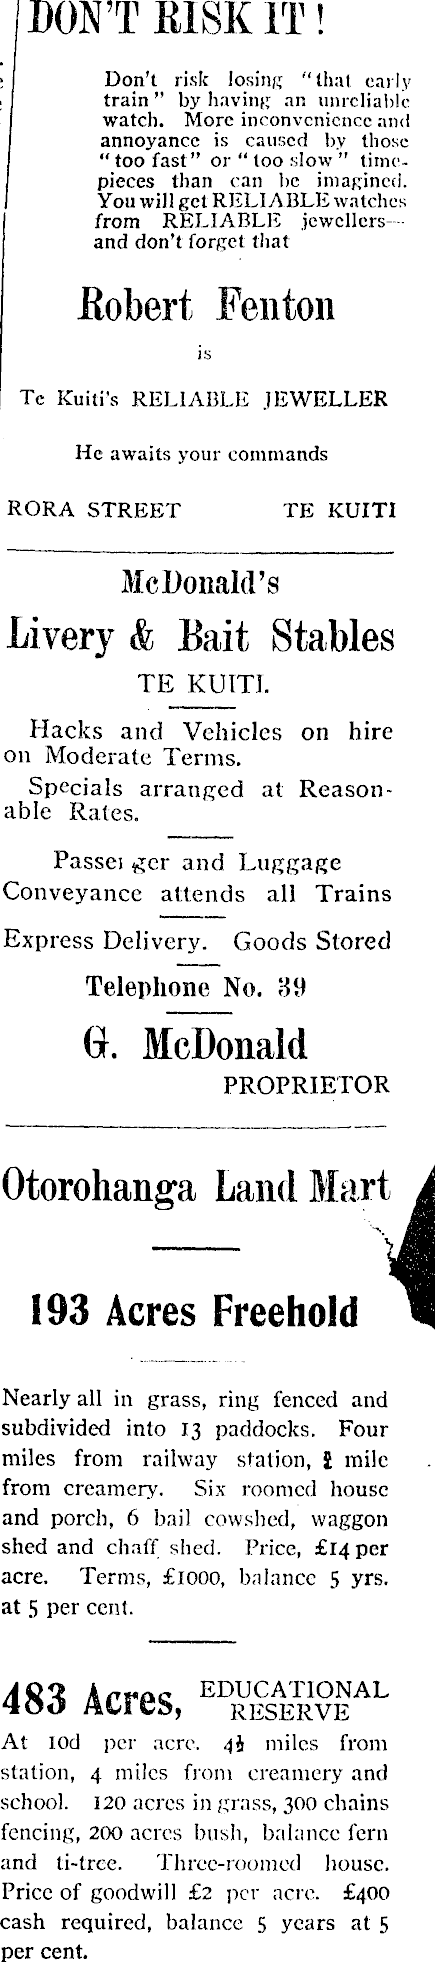 DON'T RISK IT!
Don't risk losing "that early
train" by having an unreliable
watch. More inconvenience and
annoyance is caused by those
"too fast" or "too slow" time-
pieces than can be imagined.
You will get RELIABLE watches
from RELIABLE jewellers—
and don't forget that
Robert Fenton
is
Te Kuiti's RELIABLE JEWELLER
He awaits your commands
RORA STREET TE KUITI
McDonald's
Livery & Bait Stables
TE KUITI.
Hacks and Vehicles on hire
on Moderate Terms.
Specials arranged at Reason-
able Rates.
Passenger and Luggage
Conveyance attends all Trains
Express Delivery. Goods Stored
Telephone No. 39
G. McDonald
PROPRIETOR
Otorohanga Land Mart
193 Acres Freehold
Nearly all in grass, ring fenced and
subdivided into 13 paddocks. Four
miles from railway station, mile
from creamery. Six roomed house
and porch, 6 bail cowshed, waggon
shed and chaff shed. Price, £14 per
acre. Terms, £1000, balance 5 yrs.
at 5 per cent.
483 Acres, EDUCATIONAL RESERVE
At 10d per acre. 4½ miles from
station, 4 miles from creamery and
school. 120 acres in grass, 300 chains
fencing, 200 acres bush, balance fern
and ti-tree. Three-roomed house.
Price of goodwill £2 per acre. £400
cash required, balance 5 years at 5
per cent.